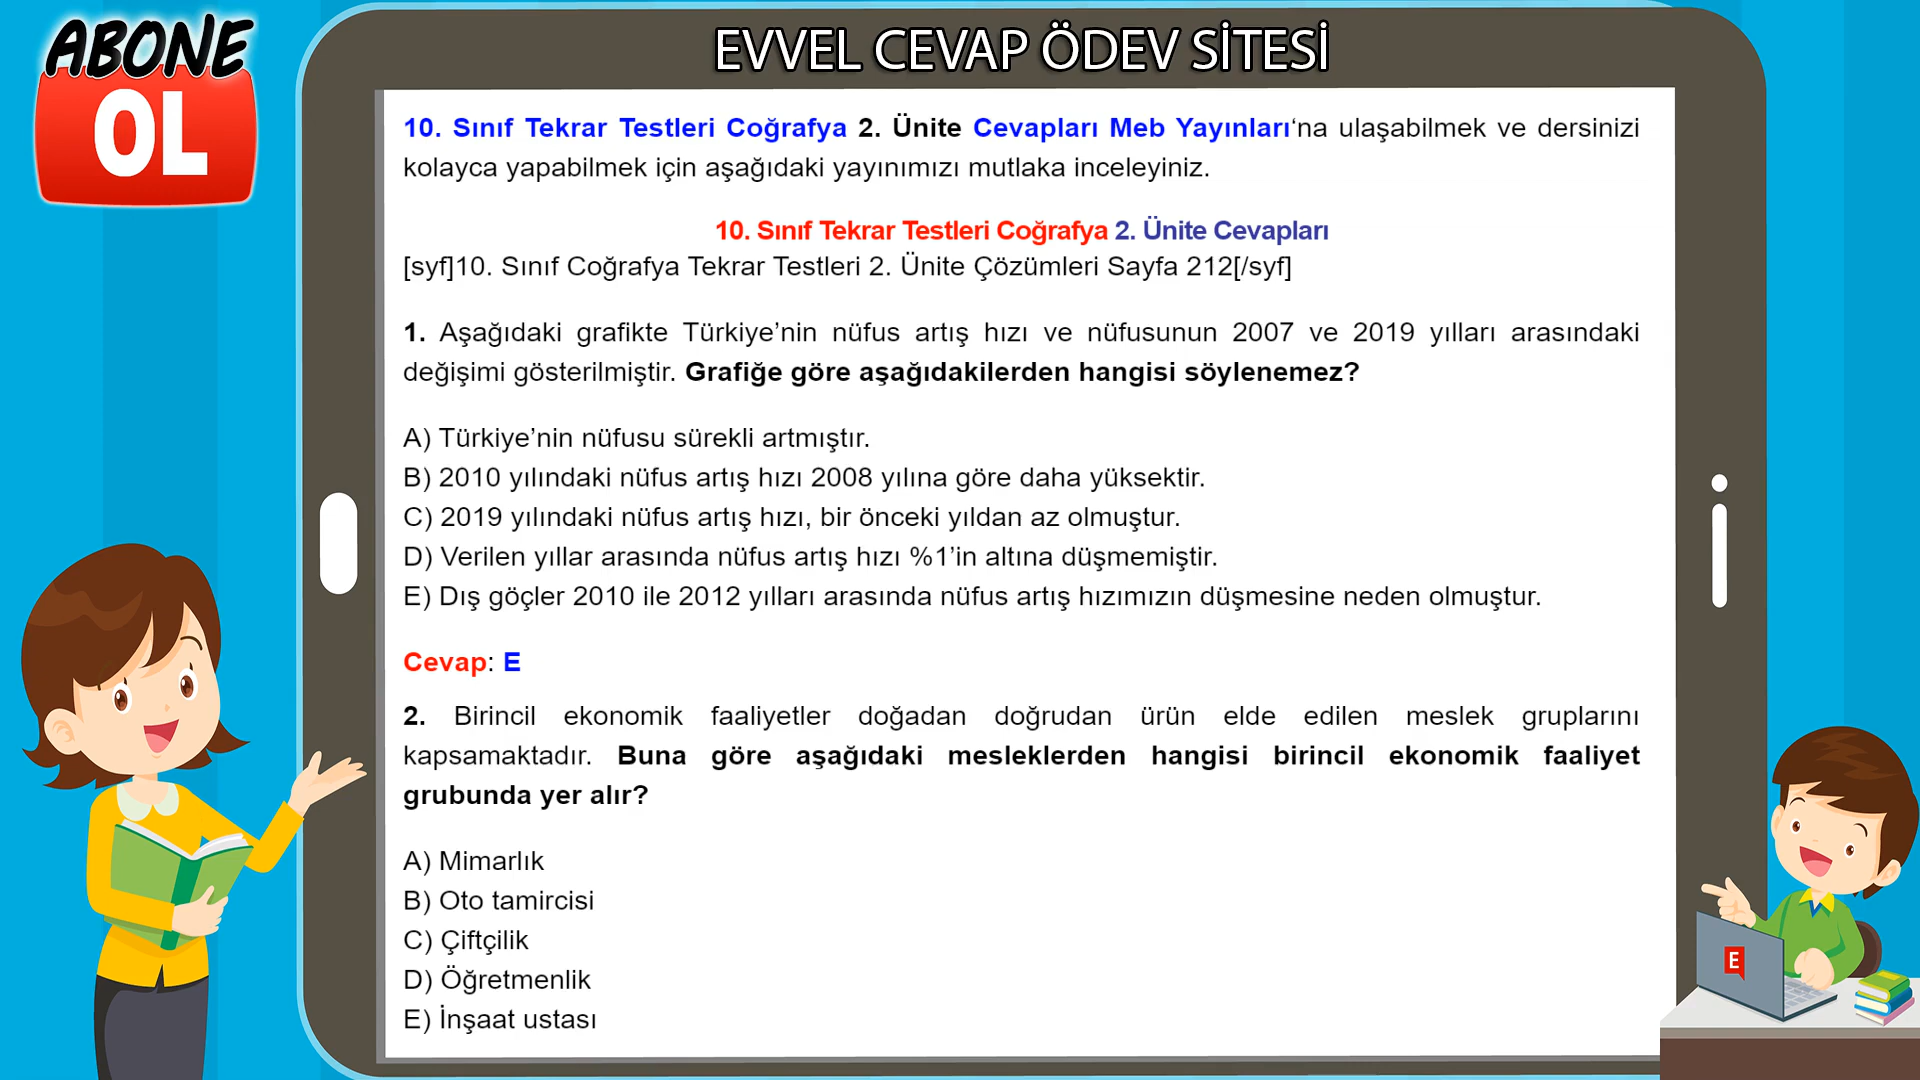 ABONE
OL
EVVEL CEVAP ÖDEV SİTESİ
10. Sınıf Tekrar Testleri Coğrafya 2. Ünite Cevapları Meb Yayınları‘na ulaşabilmek ve dersinizi
kolayca yapabilmek için aşağıdaki yayınımızı mutlaka inceleyiniz.
10. Sınıf Tekrar Testleri Coğrafya 2. Ünite Cevapları
[syf]10. Sınıf Coğrafya Tekrar Testleri 2. Ünite Çözümleri Sayfa 212[/syf]
1. Aşağıdaki grafikte Türkiye’nin nüfus artış hızı ve nüfusunun 2007 ve 2019 yılları arasındaki
değişimi gösterilmiştir. Grafiğe göre aşağıdakilerden hangisi söylenemez?
A) Türkiye’nin nüfusu sürekli artmıştır.
B) 2010 yılındaki nüfus artış hızı 2008 yılına göre daha yüksektir.
C) 2019 yılındaki nüfus artış hızı, bir önceki yıldan az olmuştur.
D) Verilen yıllar arasında nüfus artış hızı %1’in altına düşmemiştir.
E) Dış göçler 2010 ile 2012 yılları arasında nüfus artış hızımızın düşmesine neden olmuştur.
Cevap: E
2. Birincil ekonomik faaliyetler doğadan doğrudan ürün elde edilen meslek gruplarını
kapsamaktadır. Buna göre aşağıdaki mesleklerden hangisi birincil ekonomik faaliyet
grubunda yer alır?
A) Mimarlık
B) Oto tamircisi
C) Çiftçilik
D) Öğretmenlik
E) İnşaat ustası
E